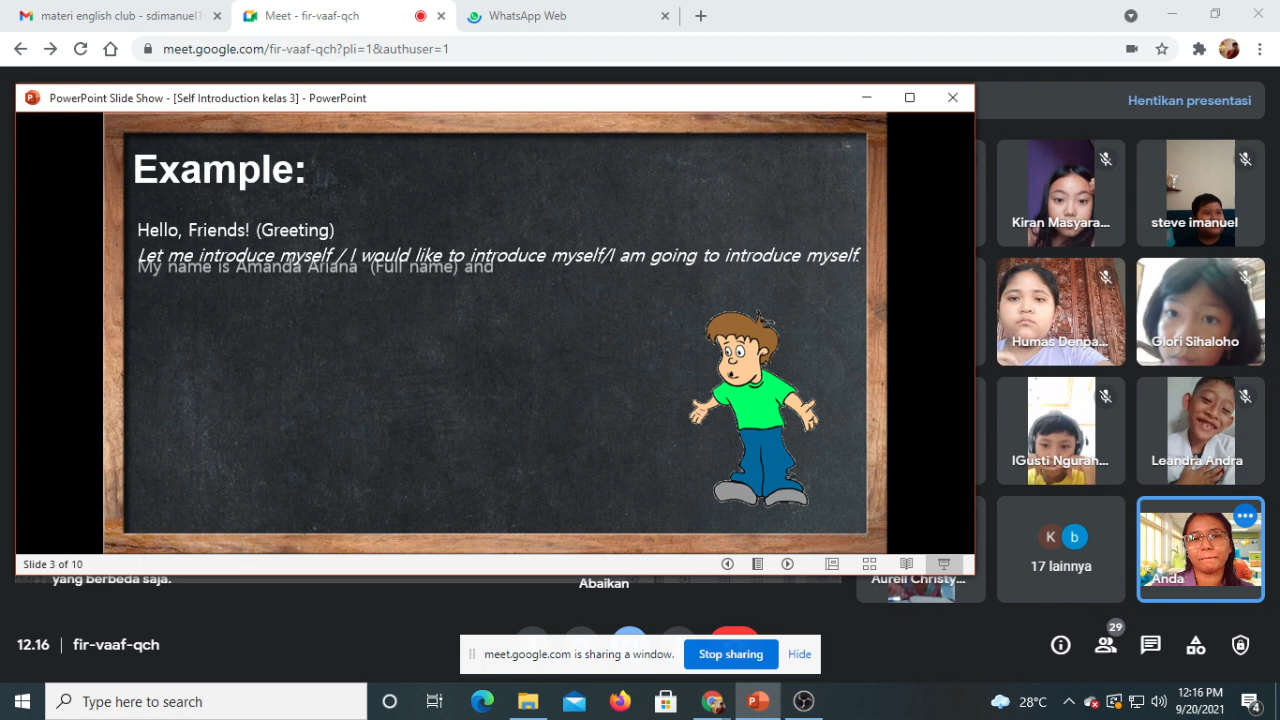 materi english club - sdimanuel1
Meet - fir-vaaf-qch
WhatsApp Web
meet.google.com/fir-vaaf-qch?pli=1&authuser=1
PowerPoint Slide Show - [Self Introduction kelas 3] - PowerPoint
Hentikan presentasi
Example:
Hello, Friends! (Greeting)
Let me introduce myself / I would like to introduce myself/I am going to introduce myself.
My name is Amanda Ariana (Full name) and
Kiran Masyara...
steve imanuel
Humas Denpa...
Glori Sihaloho
IGusti Ngurah...
Leandra Andra
K b
17 lainnya
Anda
Slide 3 of 10
yang berbeda saja.
Abaikan
Aurell Christy...
12.16 | fir-vaaf-qch
29
meet.google.com is sharing a window.
Stop sharing
Hide
Type here to search
28°C
12:16 PM
9/20/2021
4